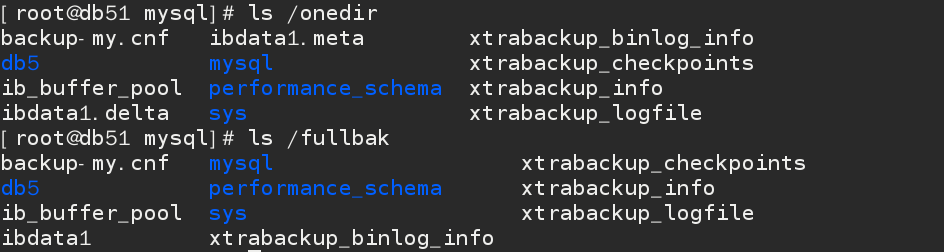 [root@db51 mysql]# ls /onedir
backup-my.cnf ibdata1.meta xtrabackup_binlog_info
db5 mysql xtrabackup_checkpoints
ib_buffer_pool performance_schema xtrabackup_info
ibdata1.delta sys xtrabackup_logfile
[root@db51 mysql]# ls /fullbak
backup-my.cnf mysql xtrabackup_checkpoints
db5 performance_schema xtrabackup_info
ib_buffer_pool sys xtrabackup_logfile
ibdata1 xtrabackup_binlog_info